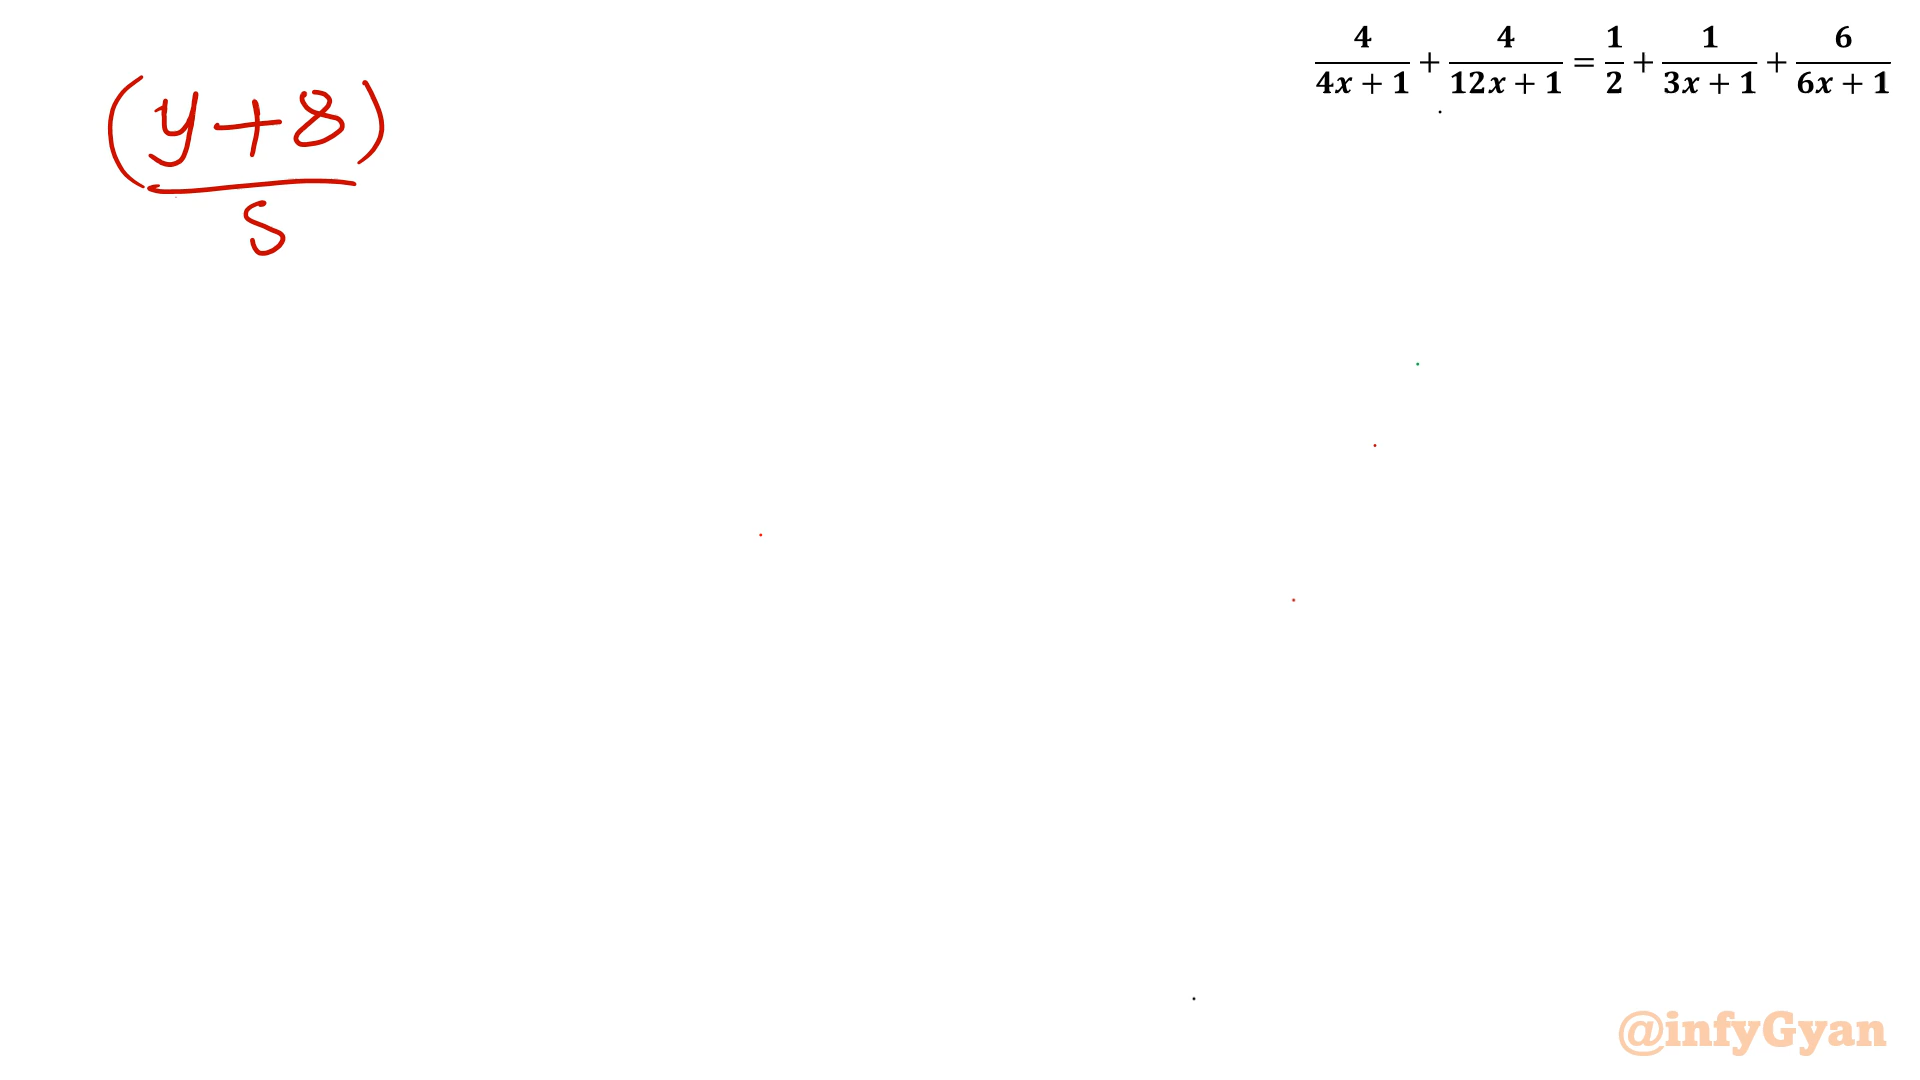 (y+8)
5
4/(4x + 1) + 4/(12x + 1) = 1/2 + 1/(3x + 1) + 6/(6x + 1)
@infyGyan